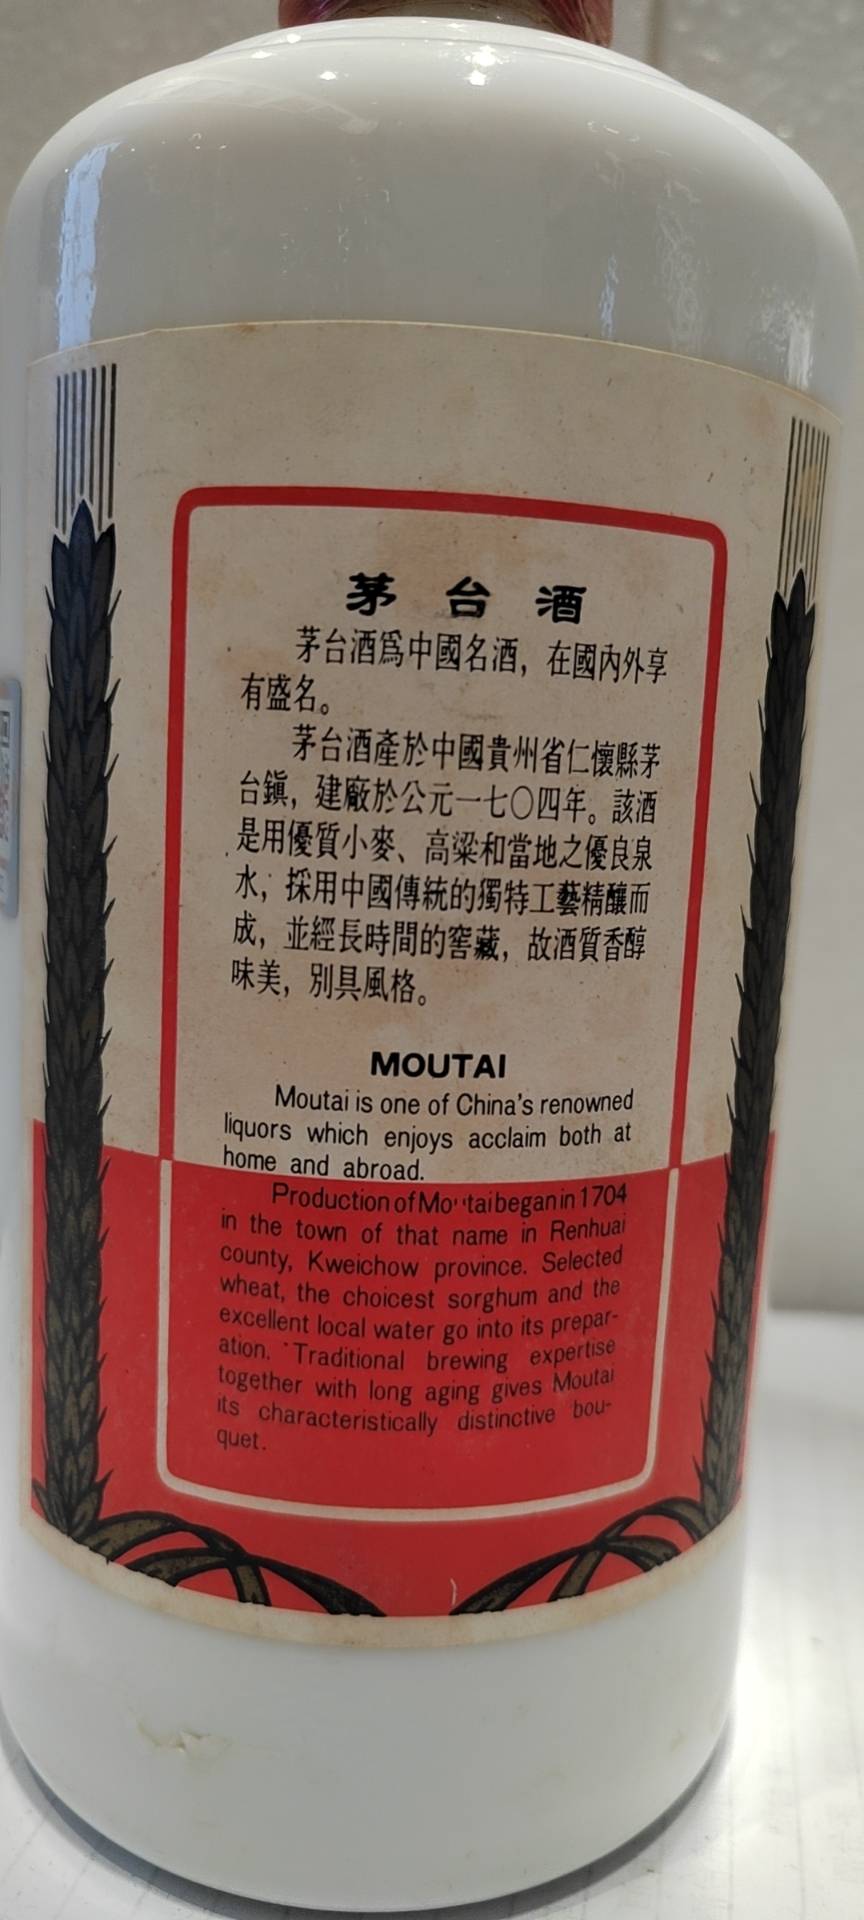 茅台酒
茅台酒爲中國名酒，在國內外享
有盛名。
茅台酒產於中國貴州省仁懷縣茅
台鎮，建廠於公元一七〇四年。該酒
是用優質小麥、高粱和當地之優良泉
水，採用中國傳統的獨特工藝精釀而
成，並經長時間的窖藏，故酒質香醇
味美，別具風格。
MOUTAI
Moutai is one of China's renowned
liquors which enjoys acclaim both at
home and abroad.
Production of Moutai began in 1704
in the town of that name in Renhuai
county, Kweichow province. Selected
wheat, the choicest sorghum and the
excellent local water go into its prepar-
ation. Traditional brewing expertise
together with long aging gives Moutai
its characteristically distinctive bou-
quet.